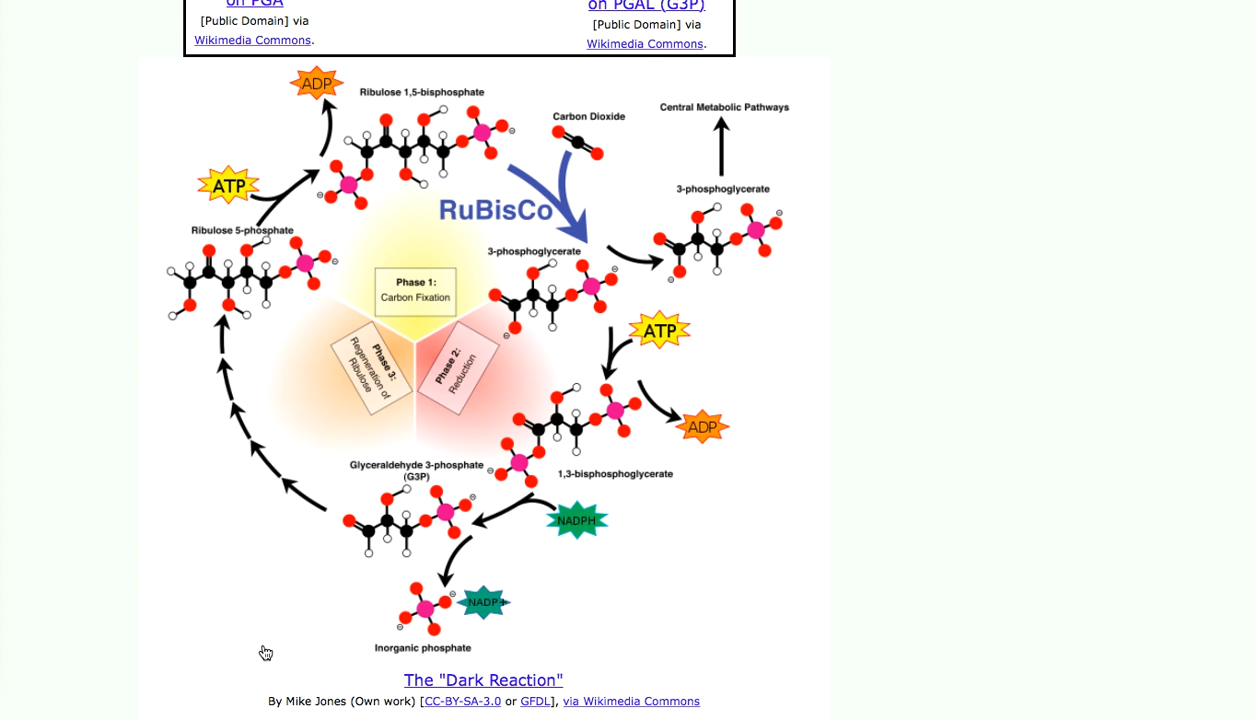 on PGA
[Public Domain] via
Wikimedia Commons.
on PGAL (G3P)
[Public Domain] via
Wikimedia Commons.
ADP
Ribulose 1,5-bisphosphate
Carbon Dioxide
Central Metabolic Pathways
ATP
3-phosphoglycerate
RuBisCo
Ribulose 5-phosphate
3-phosphoglycerate
Phase 1:
Carbon Fixation
ATP
Phase 3:
Regeneration of
Ribulose
Phase 2:
Reduction
ADP
Glyceraldehyde 3-phosphate
(G3P)
1,3-bisphosphoglycerate
NADPH
NADP+
Inorganic phosphate
The "Dark Reaction"
By Mike Jones (Own work) [CC-BY-SA-3.0 or GFDL], via Wikimedia Commons